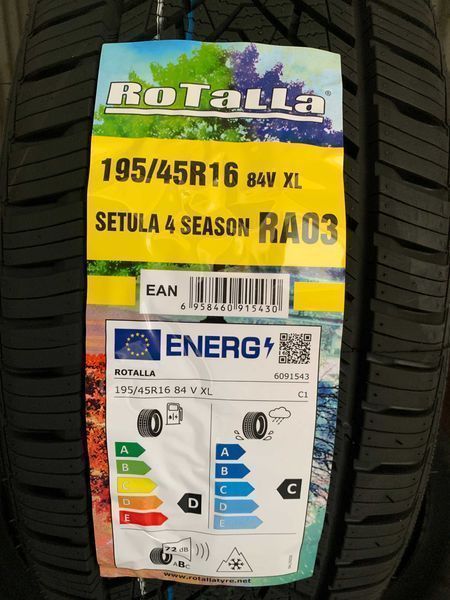 RoTalla®
195/45R16 84V XL
SETULA 4 SEASON RA03
EAN
6 958460 915430
ENERG
ROTALLA 6091543
195/45R16 84 V XL C1
A
B
C
D
E
D
A
B
C
D
E
C
72 dB
ABC
www.rotallatyre.net